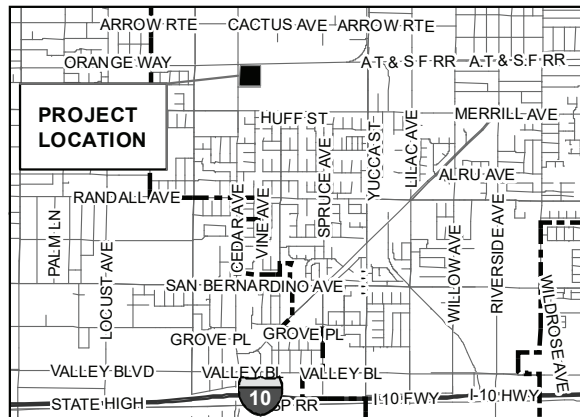 ARROW RTE CACTUS AVE ARROW RTE
ORANGE WAY A T & S F RR A T & S F RR
PROJECT
LOCATION
HUFF ST MERRILL AVE
YUCCA ST
LILAC AVE
ALRU AVE
RANDALL AVE
SPRUCE AVE
CEDAR AVE
VINE AVE
PALM LN
LOCUST AVE
RIVERSIDE AVE
WILLOW AVE
SAN BERNARDINO AVE
WILDROSE AVE
GROVE PL GROVE PL
VALLEY BLVD VALLEY BL VALLEY BL
10
STATE HIGH SP RR I-10 FWY I-10 HWY